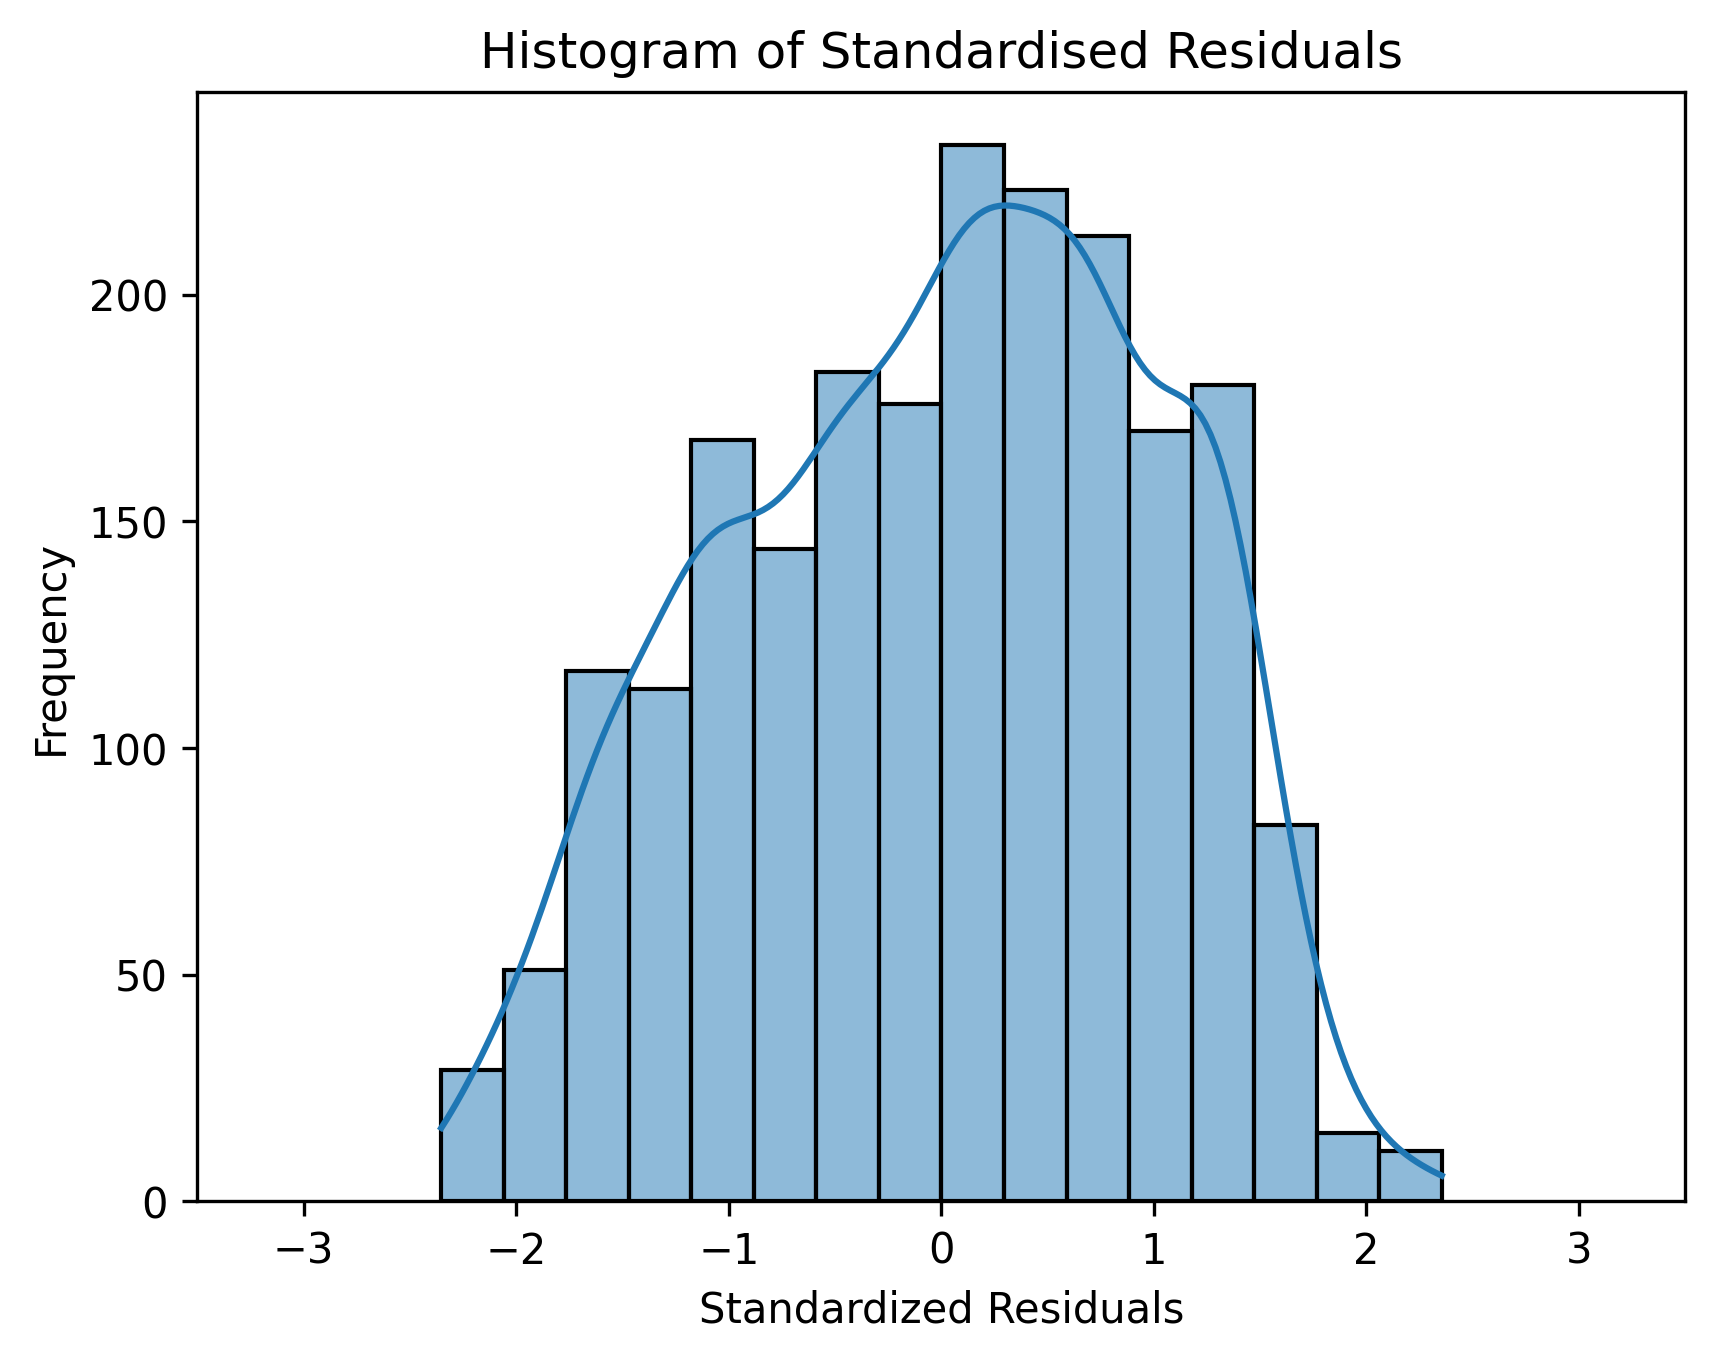 Histogram of Standardised Residuals
Frequency
200
150
100
50
0
−3 −2 −1 0 1 2 3
Standardized Residuals